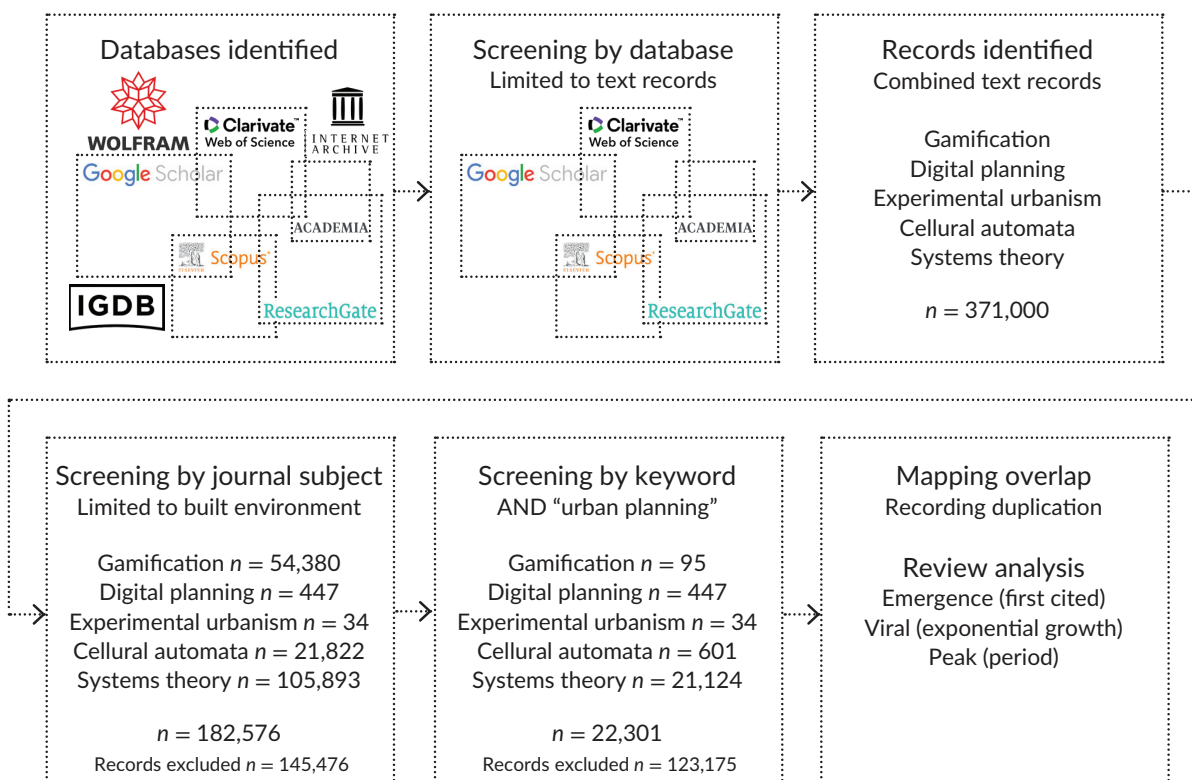 Databases identified
WOLFRAM
Clarivate™
Web of Science
INTERNET
ARCHIVE
Google Scholar
ACADEMIA
ELSEVIER
Scopus®
IGDB
ResearchGate
Screening by database
Limited to text records
Clarivate™
Web of Science
Google Scholar
ACADEMIA
ELSEVIER
Scopus®
ResearchGate
Records identified
Combined text records
Gamification
Digital planning
Experimental urbanism
Cellural automata
Systems theory
n = 371,000
Screening by journal subject
Limited to built environment
Gamification n = 54,380
Digital planning n = 447
Experimental urbanism n = 34
Cellural automata n = 21,822
Systems theory n = 105,893
n = 182,576
Records excluded n = 145,476
Screening by keyword
AND “urban planning”
Gamification n = 95
Digital planning n = 447
Experimental urbanism n = 34
Cellural automata n = 601
Systems theory n = 21,124
n = 22,301
Records excluded n = 123,175
Mapping overlap
Recording duplication
Review analysis
Emergence (first cited)
Viral (exponential growth)
Peak (period)